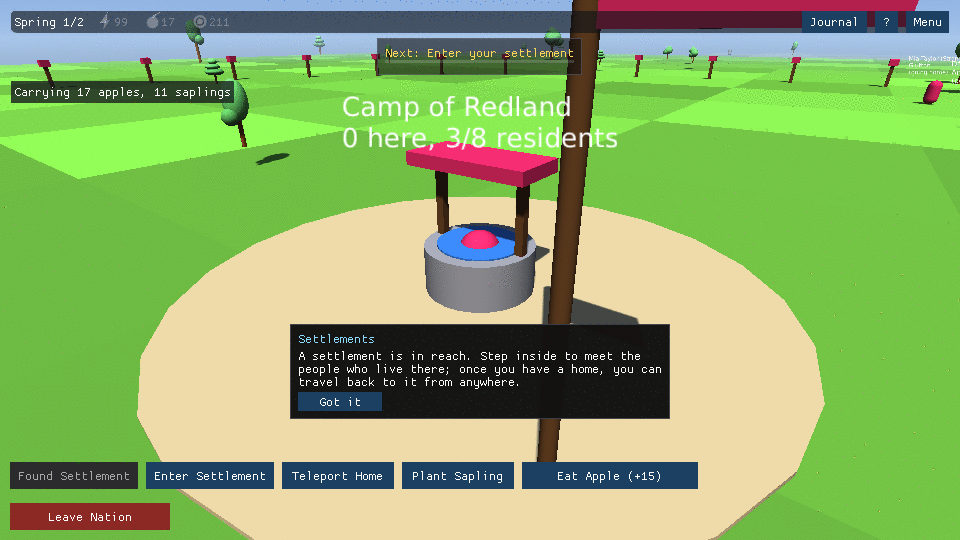 Spring 1/2 99 17 211
Journal ? Menu
Next: Enter your settlement
Carrying 17 apples, 11 saplings
Camp of Redland
0 here, 3/8 residents
Settlements
A settlement is in reach. Step inside to meet the
people who live there; once you have a home, you can
travel back to it from anywhere.
Got it
Found Settlement Enter Settlement Teleport Home Plant Sapling Eat Apple (+15)
Leave Nation